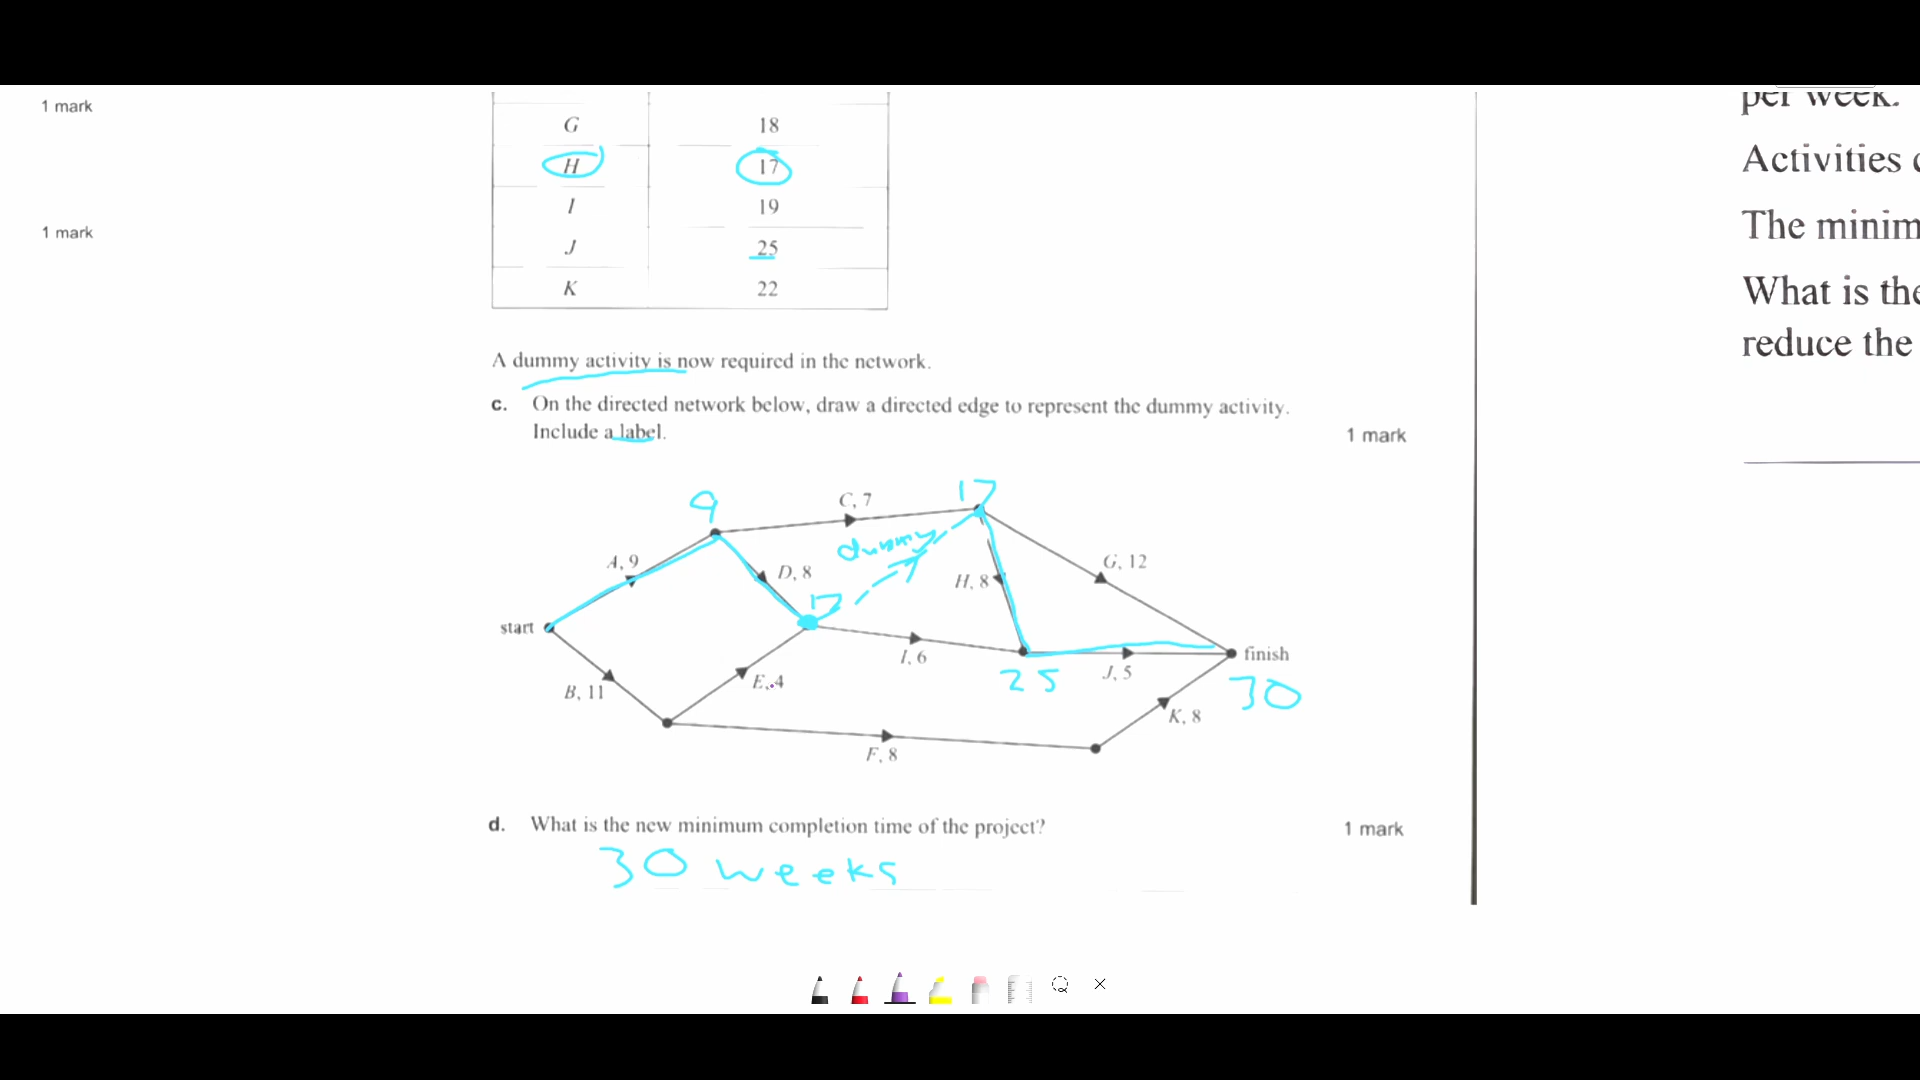 1 mark
1 mark
G 18
H 17
I 19
J 25
K 22
A dummy activity is now required in the network.
c. On the directed network below, draw a directed edge to represent the dummy activity.
Include a label.
1 mark
9
C, 7
17
A, 9
D, 8
dummy
H, 8
G, 12
17
start
I, 6
finish
B, 11
E, 4
25
J, 5
30
F, 8
K, 8
d. What is the new minimum completion time of the project?
1 mark
30 weeks
per week.
Activities
The minim
What is the
reduce the